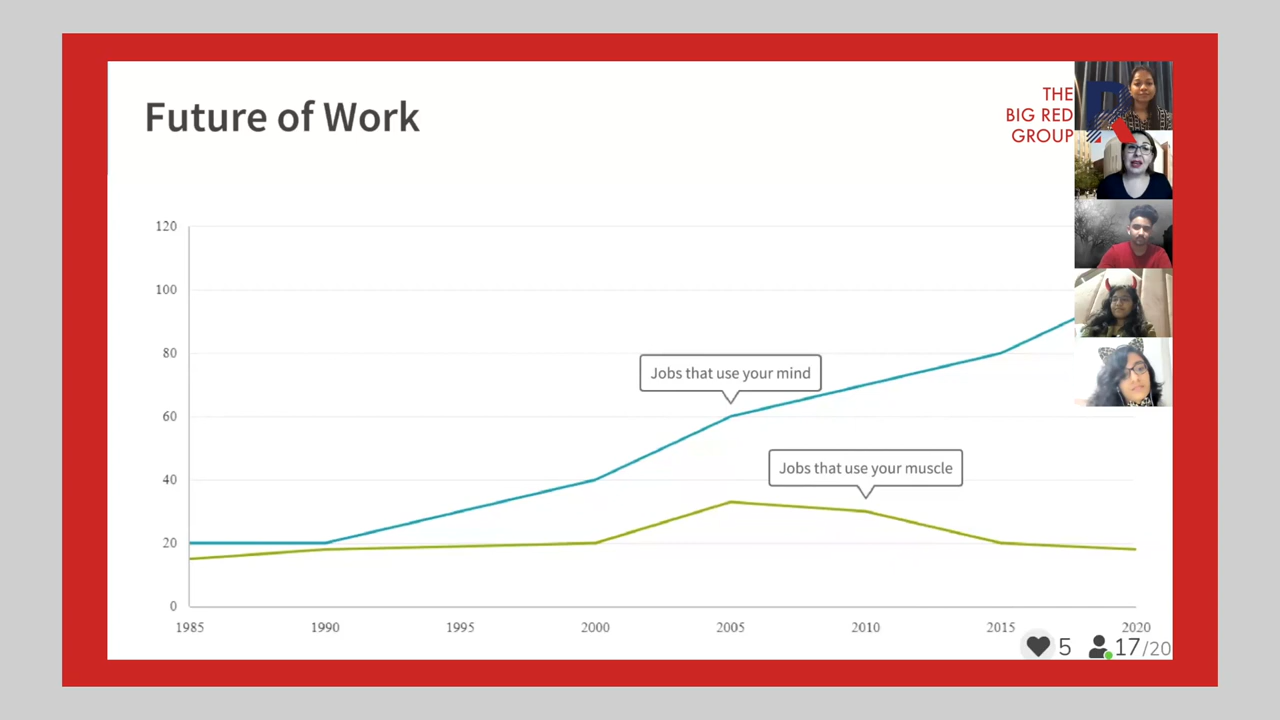 Future of Work
THE
BIG RED
GROUP
120
100
80
60
40
20
0
Jobs that use your mind
Jobs that use your muscle
1985 1990 1995 2000 2005 2010 2015 2020
5 17/20